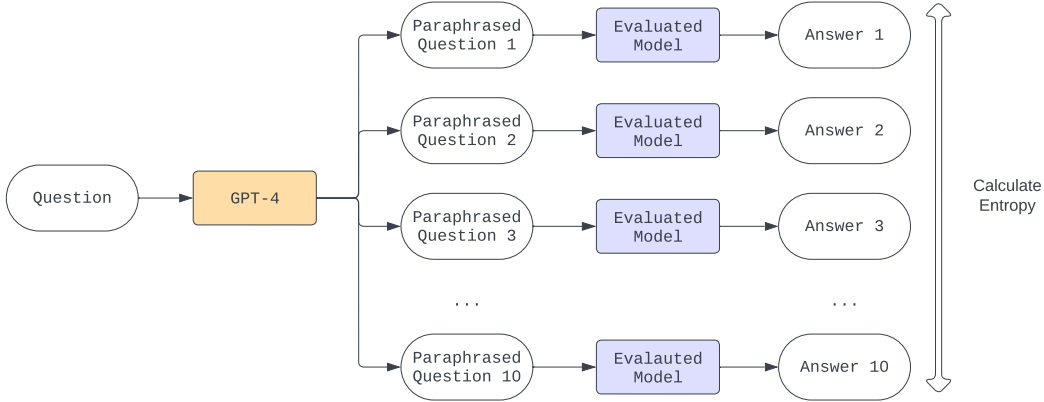 Paraphrased
Question 1
Evaluated
Model
Answer 1
Paraphrased
Question 2
Evaluated
Model
Answer 2
Question
GPT-4
Paraphrased
Question 3
Evaluated
Model
Answer 3
Calculate
Entropy
...
...
Paraphrased
Question 10
Evalauted
Model
Answer 10